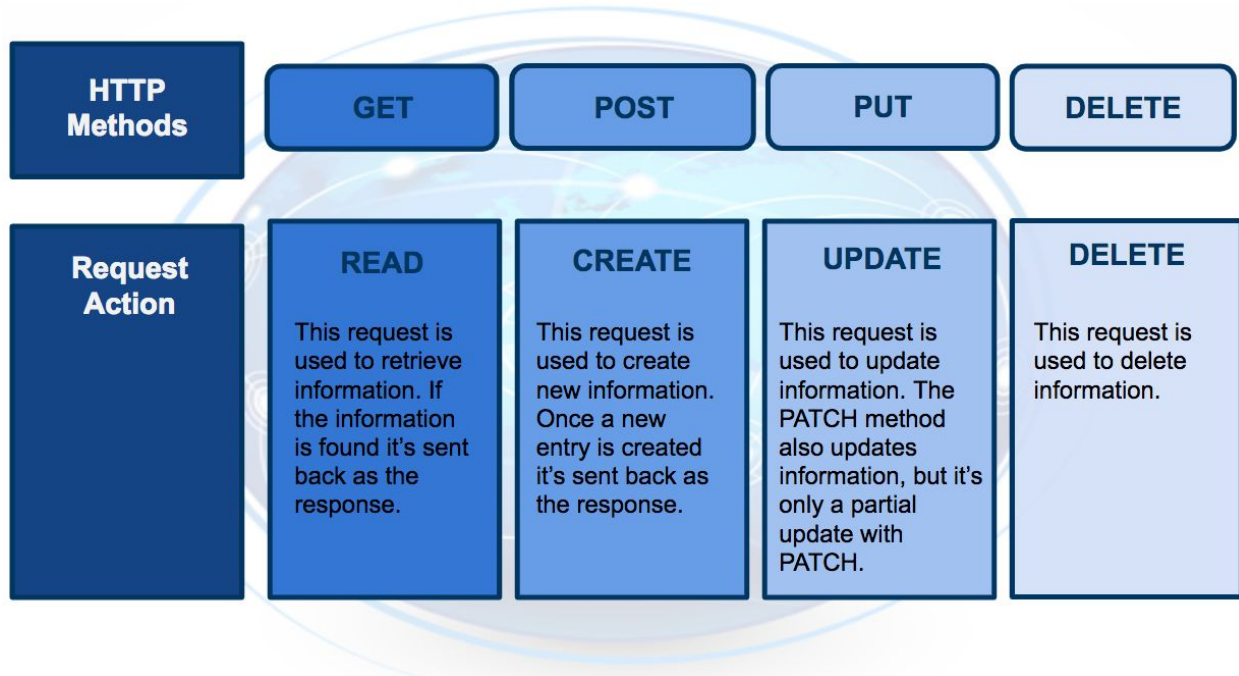 HTTP
Methods
GET
POST
PUT
DELETE
Request
Action
READ
This request is
used to retrieve
information. If
the information
is found it's sent
back as the
response.
CREATE
This request is
used to create
new information.
Once a new
entry is created
it's sent back as
the response.
UPDATE
This request is
used to update
information. The
PATCH method
also updates
information, but it's
only a partial
update with
PATCH.
DELETE
This request is
used to delete
information.